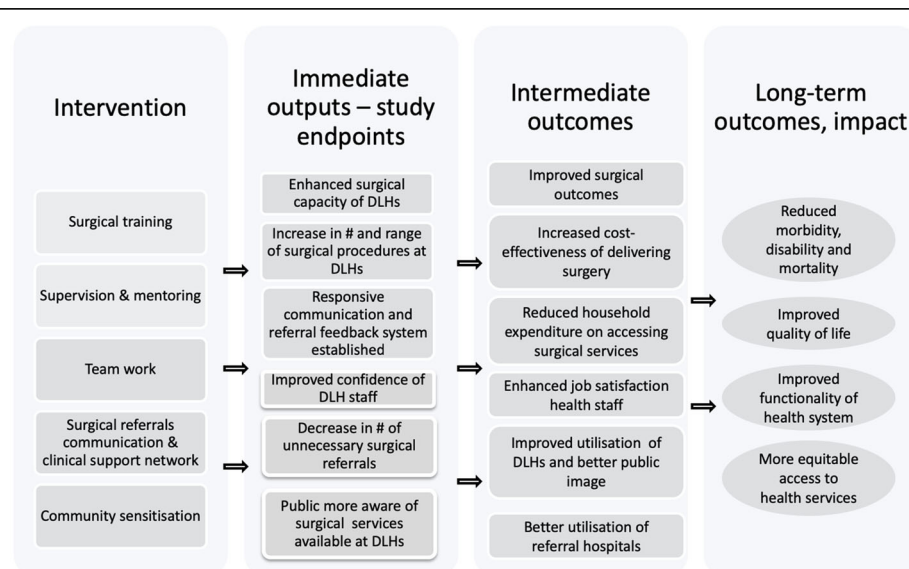 Intervention
Surgical training
Supervision & mentoring
Team work
Surgical referrals
communication &
clinical support network
Community sensitisation
Immediate
outputs – study
endpoints
Enhanced surgical
capacity of DLHs
Increase in # and range
of surgical procedures at
DLHs
Responsive
communication and
referral feedback system
established
Improved confidence of
DLH staff
Decrease in # of
unnecessary surgical
referrals
Public more aware of
surgical services
available at DLHs
Intermediate
outcomes
Improved surgical
outcomes
Increased cost-
effectiveness of delivering
surgery
Reduced household
expenditure on accessing
surgical services
Enhanced job satisfaction
health staff
Improved utilisation of
DLHs and better public
image
Better utilisation of
referral hospitals
Long-term
outcomes, impact
Reduced
morbidity,
disability and
mortality
Improved
quality of life
Improved
functionality of
health system
More equitable
access to
health services